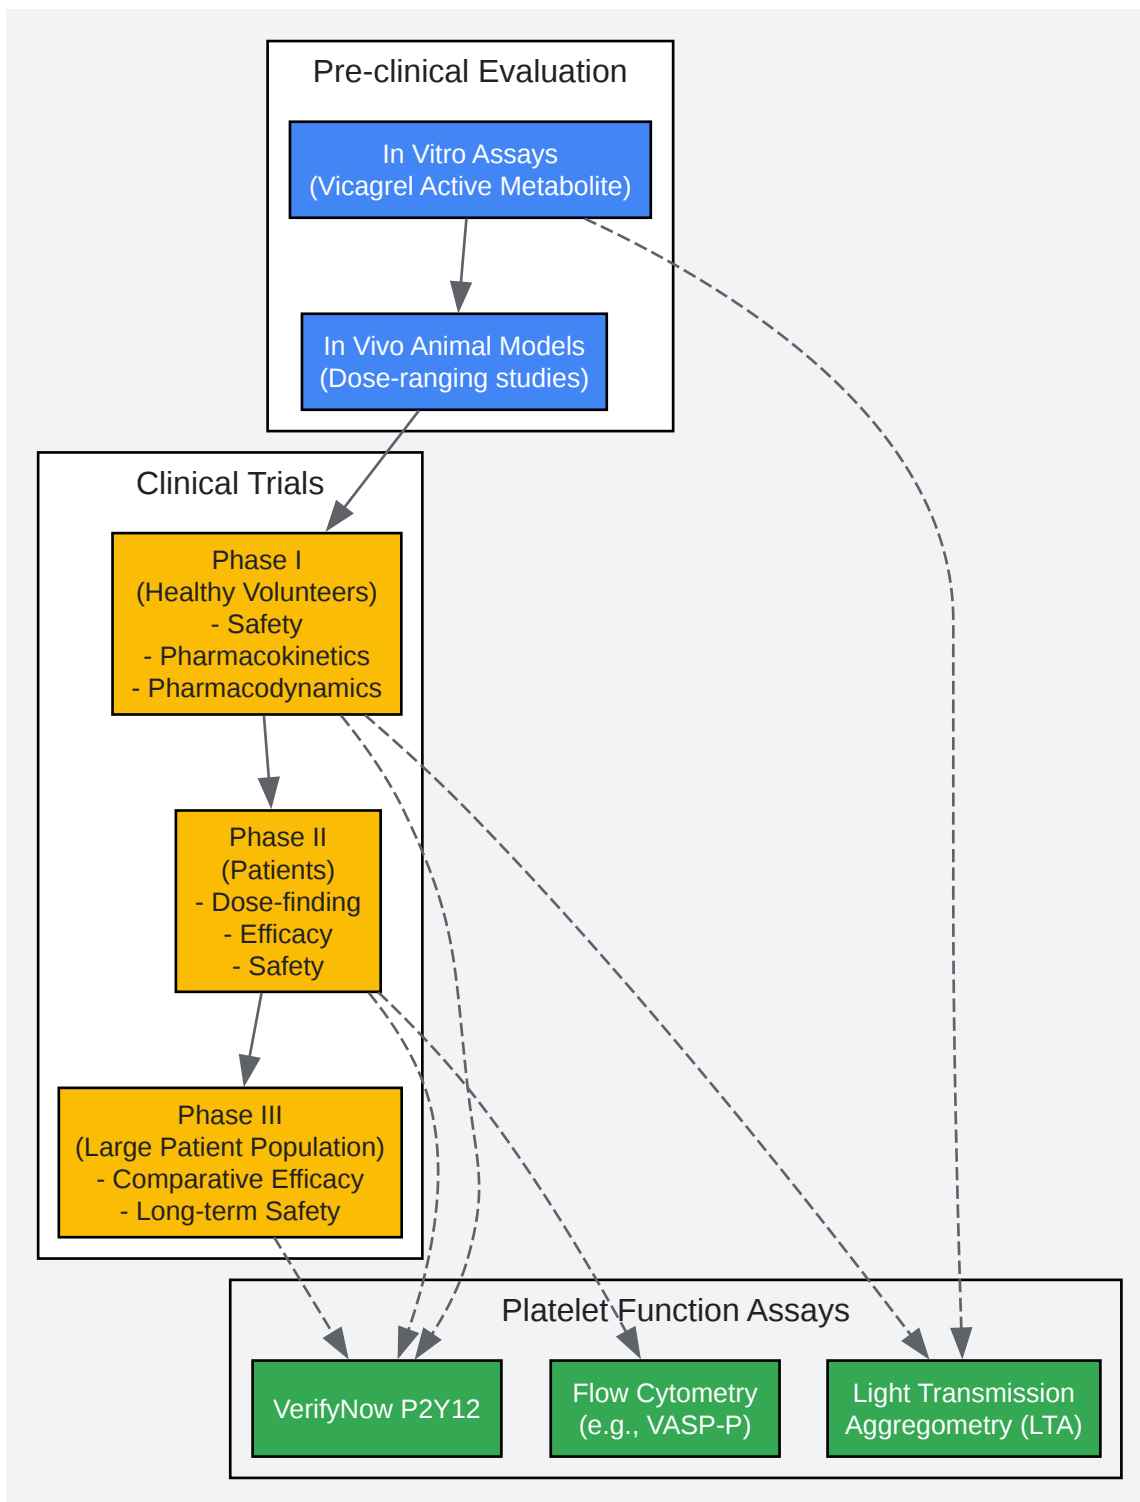 Pre-clinical Evaluation
In Vitro Assays
(Vicagrel Active Metabolite)
In Vivo Animal Models
(Dose-ranging studies)
Clinical Trials
Phase I
(Healthy Volunteers)
- Safety
- Pharmacokinetics
- Pharmacodynamics
Phase II
(Patients)
- Dose-finding
- Efficacy
- Safety
Phase III
(Large Patient Population)
- Comparative Efficacy
- Long-term Safety
Platelet Function Assays
VerifyNow P2Y12
Flow Cytometry
(e.g., VASP-P)
Light Transmission
Aggregometry (LTA)